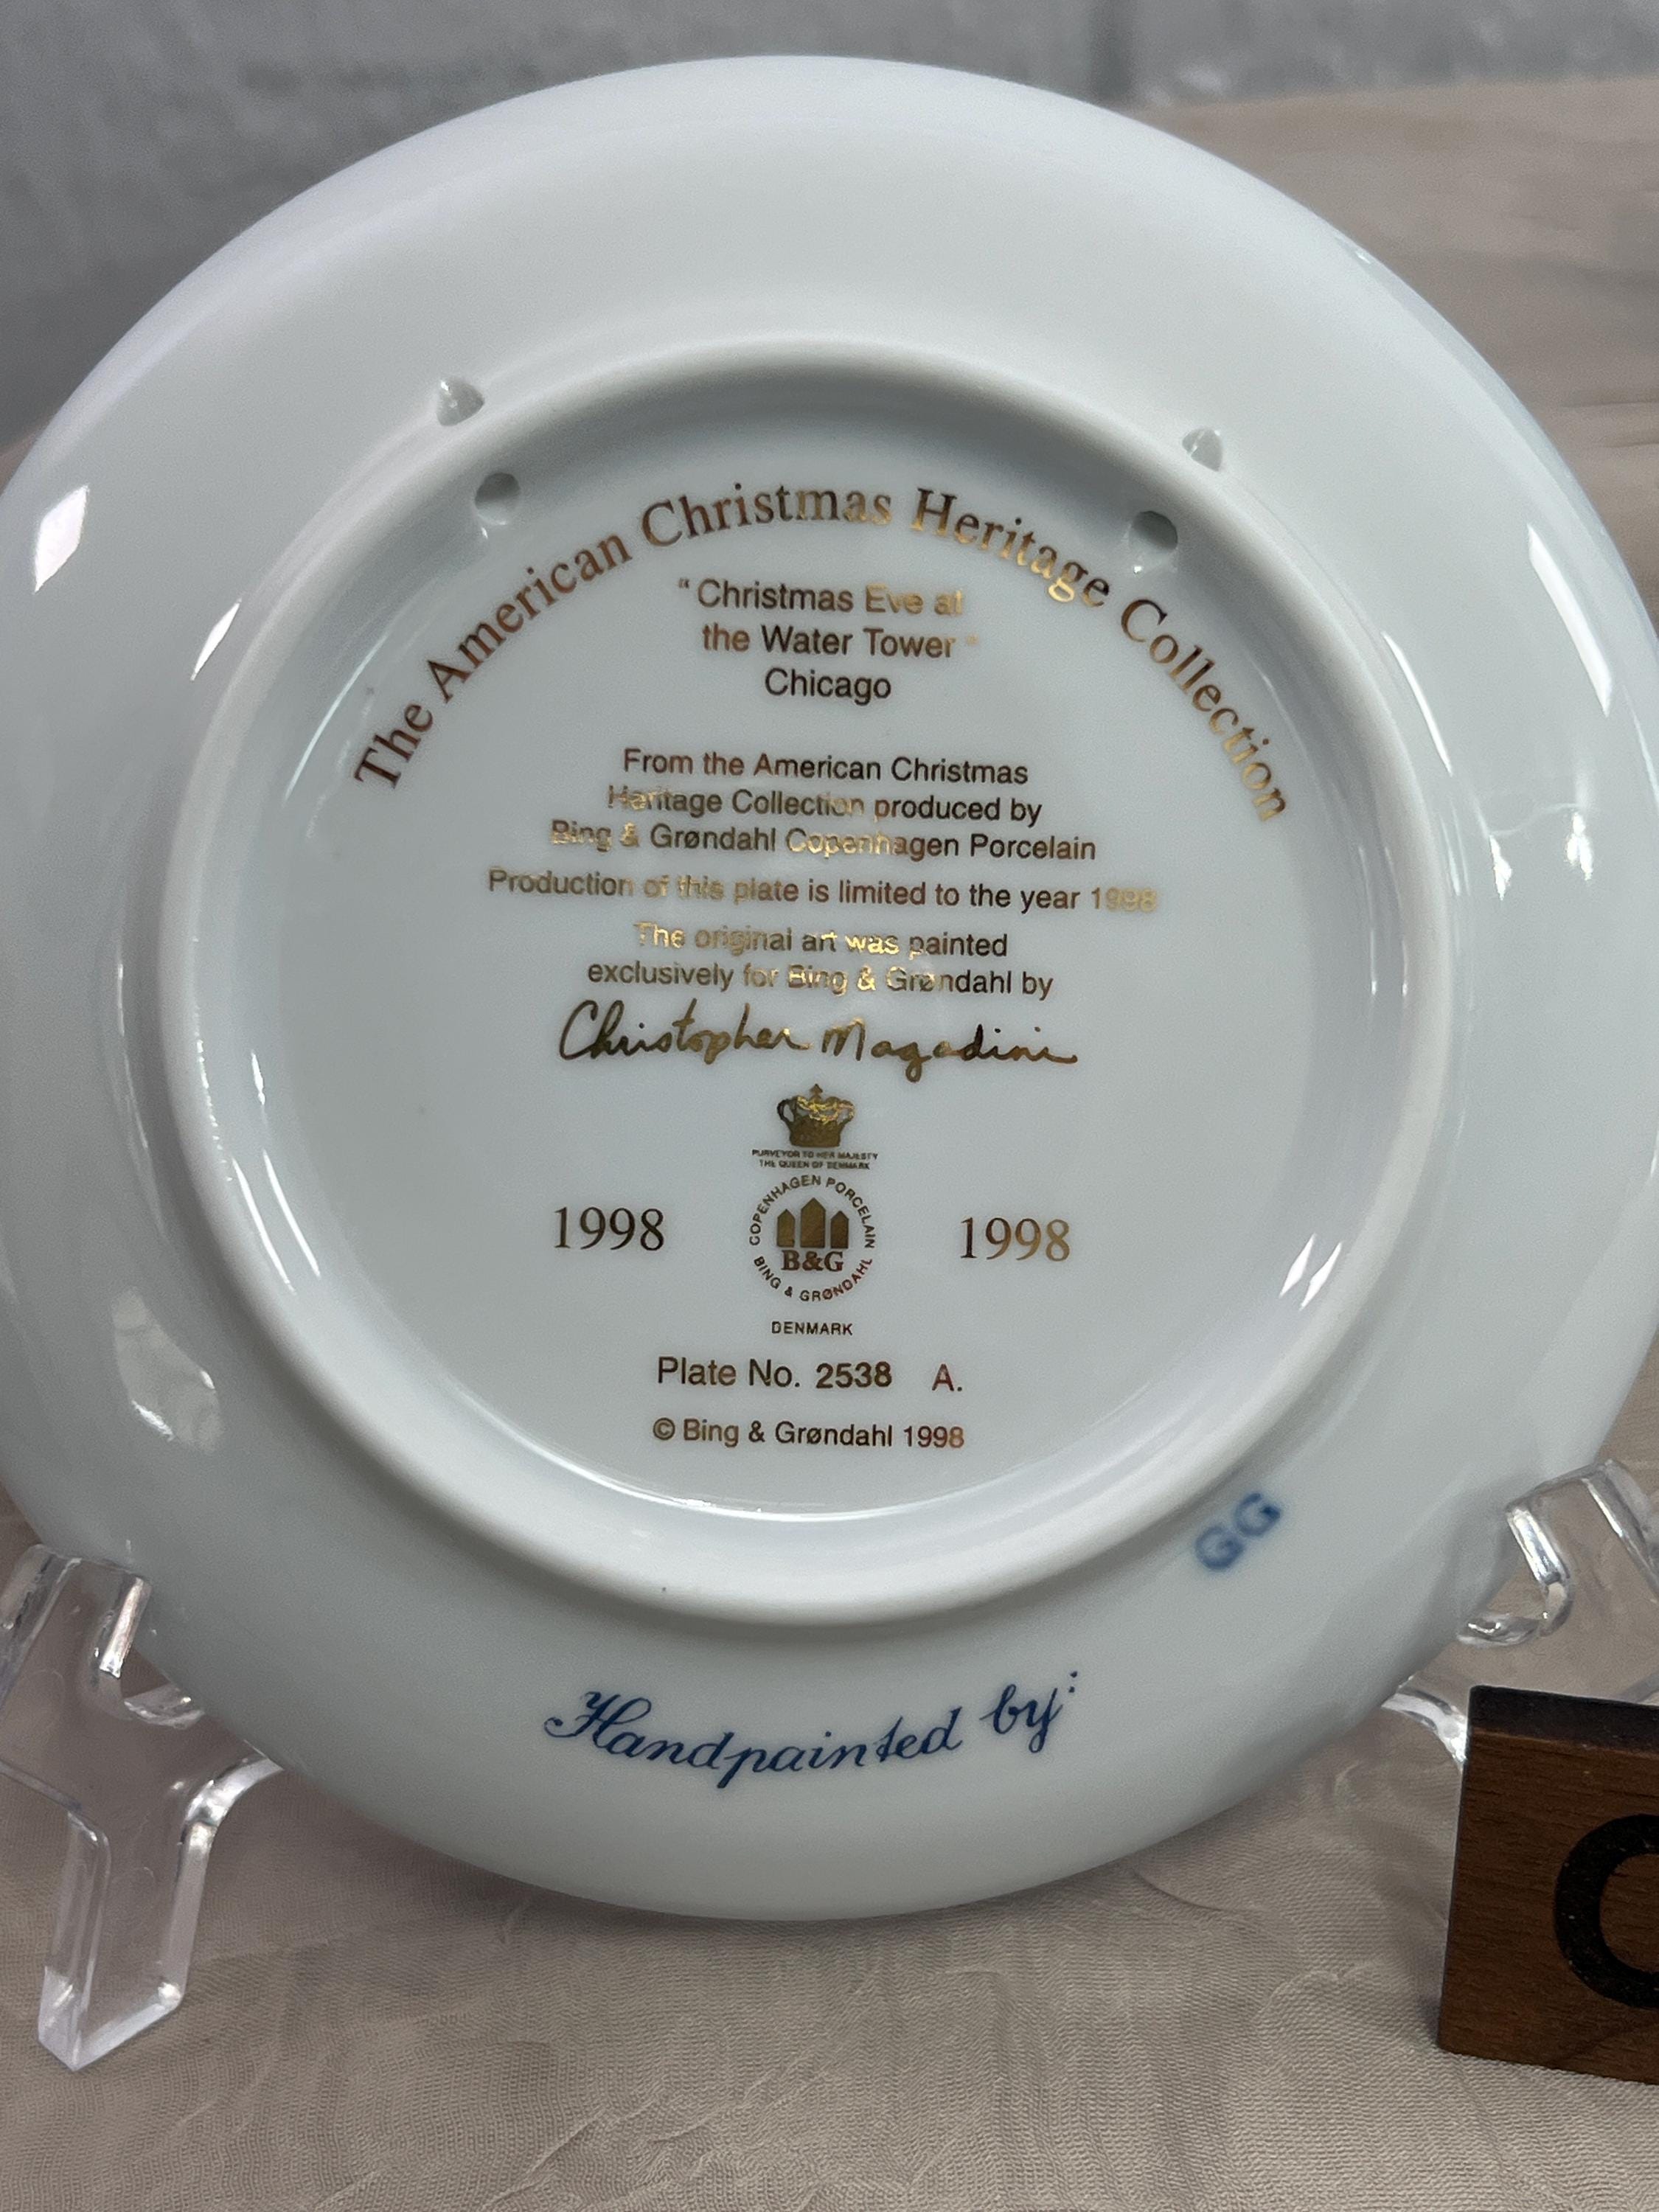 The American Christmas Heritage Collection
"Christmas Eve at
the Water Tower"
Chicago
From the American Christmas
Heritage Collection produced by
Bing & Grøndahl Copenhagen Porcelain
Production of this plate is limited to the year 1998
The original art was painted
exclusively for Bing & Grøndahl by
Christopher Magadini
PURVEYOR TO HER MAJESTY
THE QUEEN OF DENMARK
COPENHAGEN PORCELAIN
1998
B&G
1998
BING & GRØNDAHL
DENMARK
Plate No. 2538 A.
© Bing & Grøndahl 1998
GG
Handpainted by: